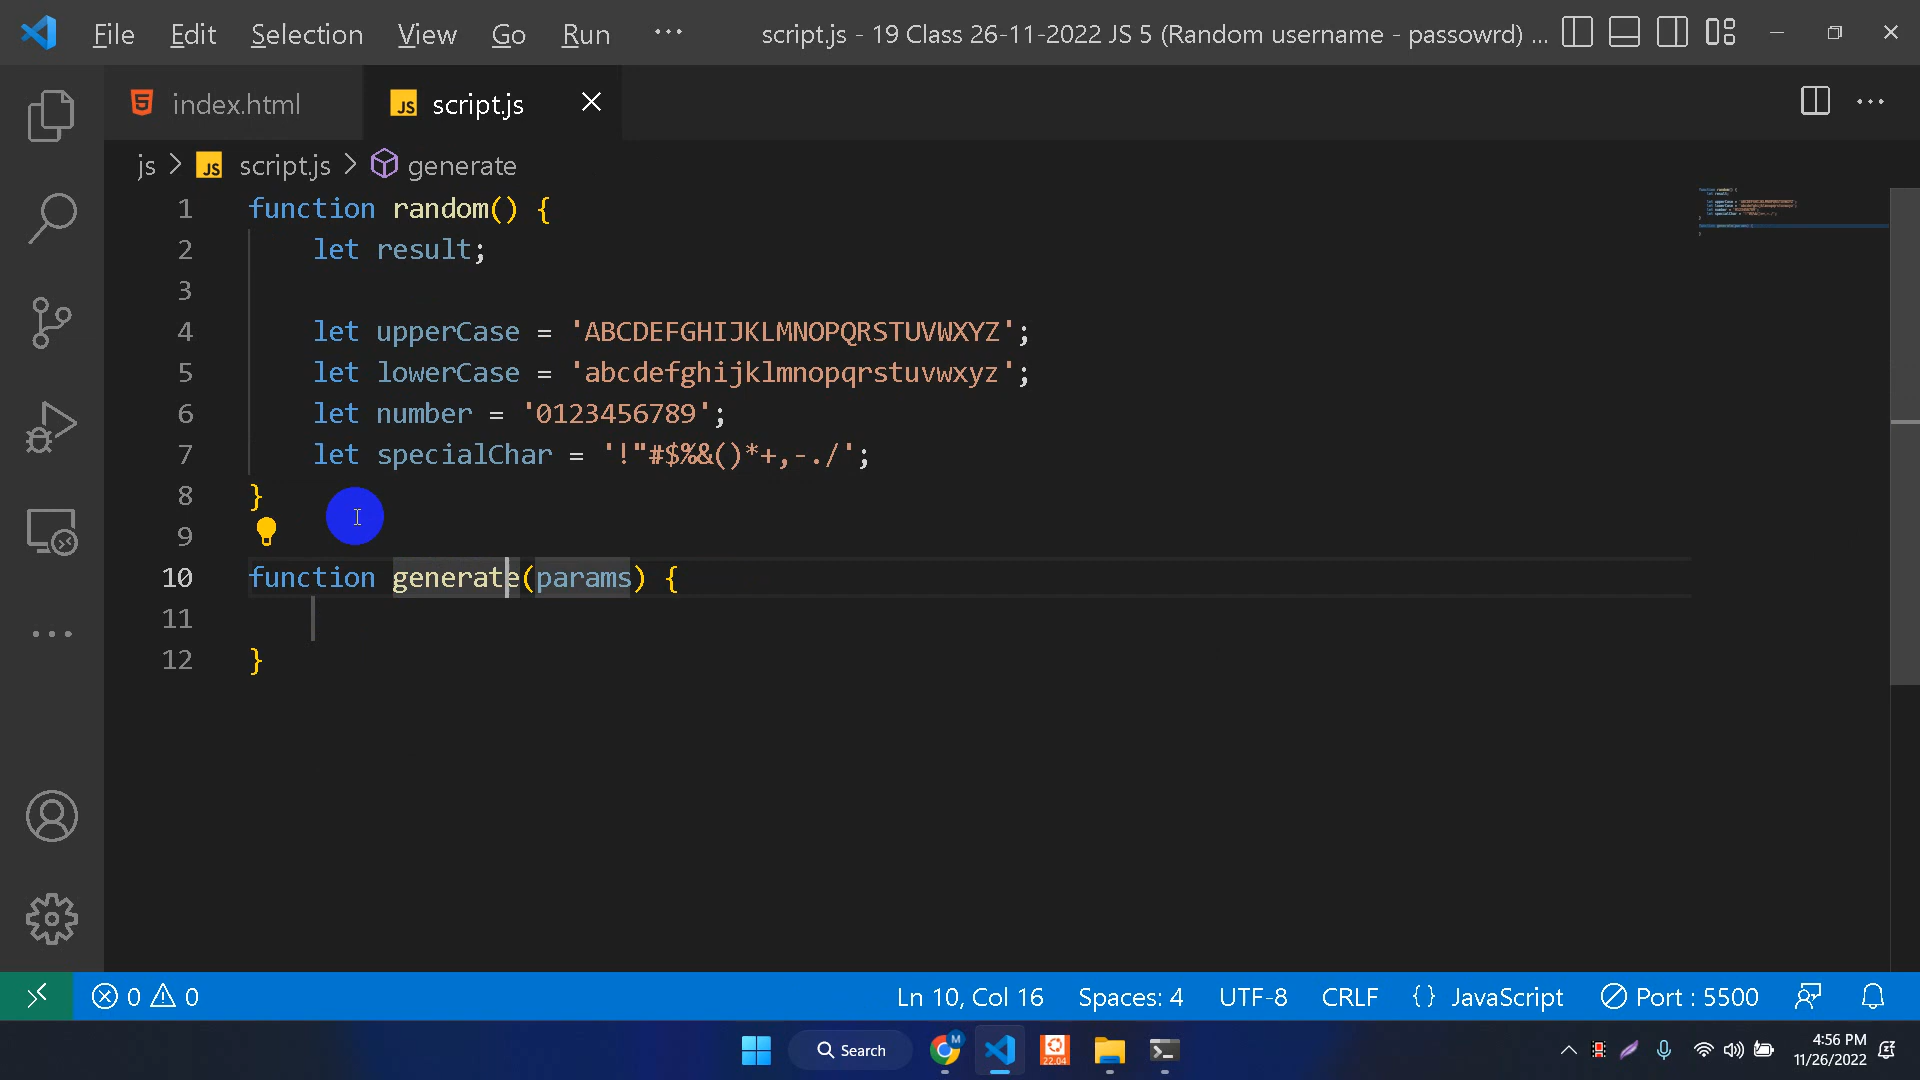 File Edit Selection View Go Run ··· script.js - 19 Class 26-11-2022 JS 5 (Random username - passowrd) ...
index.html
JS script.js
js > JS script.js > generate
1 function random() {
2 let result;
3
4 let upperCase = 'ABCDEFGHIJKLMNOPQRSTUVWXYZ';
5 let lowerCase = 'abcdefghijklmnopqrstuvwxyz';
6 let number = '0123456789';
7 let specialChar = '!"#$%&()*+,-./';
8 }
9
10 function generate(params) {
11
12 }
0 0 Ln 10, Col 16 Spaces: 4 UTF-8 CRLF {} JavaScript Port : 5500
Search
M
22.04
4:56 PM
11/26/2022